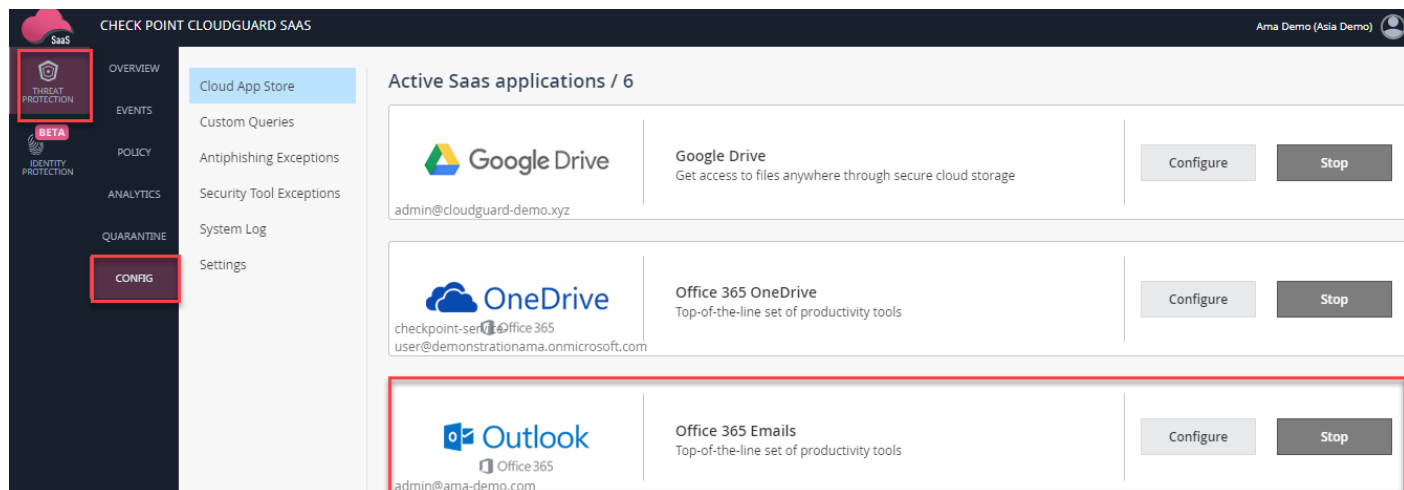 SaaS
CHECK POINT CLOUDGUARD SAAS
Ama Demo (Asia Demo)
THREAT
PROTECTION
BETA
IDENTITY
PROTECTION
OVERVIEW
EVENTS
POLICY
ANALYTICS
QUARANTINE
CONFIG
Cloud App Store
Custom Queries
Antiphishing Exceptions
Security Tool Exceptions
System Log
Settings
Active Saas applications / 6
Google Drive
admin@cloudguard-demo.xyz
Google Drive
Get access to files anywhere through secure cloud storage
Configure
Stop
OneDrive
Office 365
checkpoint-service-
user@demonstrationama.onmicrosoft.com
Office 365 OneDrive
Top-of-the-line set of productivity tools
Configure
Stop
Outlook
Office 365
admin@ama-demo.com
Office 365 Emails
Top-of-the-line set of productivity tools
Configure
Stop